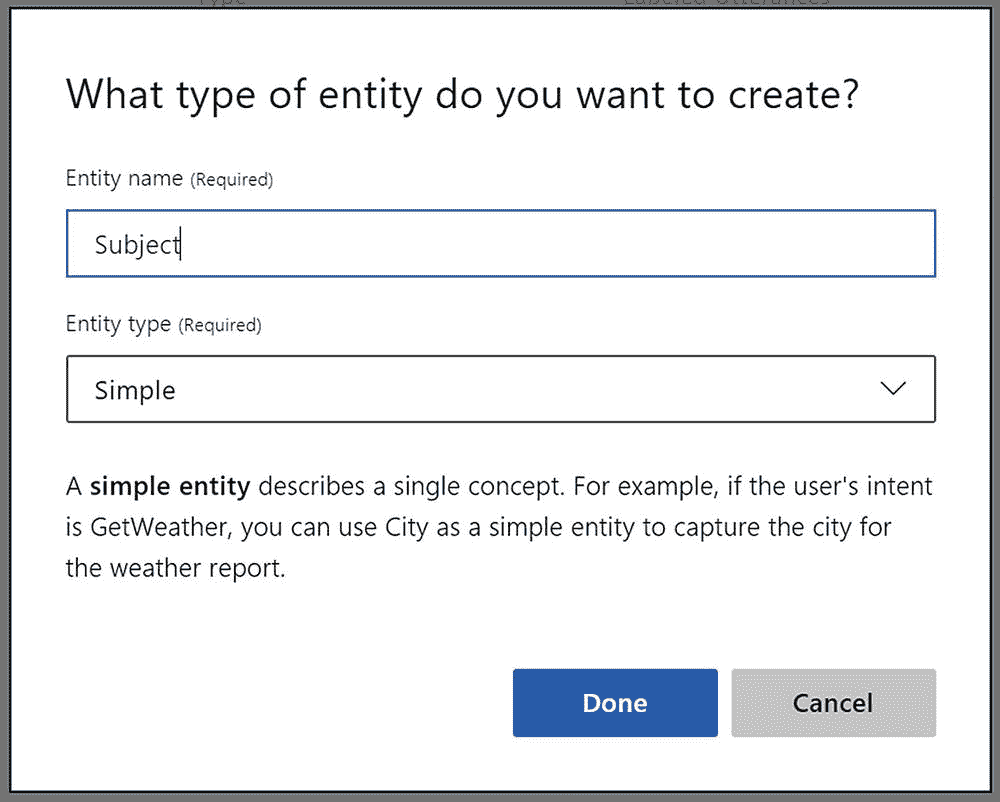 What type of entity do you want to create?
Entity name (Required)
Subject
Entity type (Required)
Simple
A simple entity describes a single concept. For example, if the user's intent
is GetWeather, you can use City as a simple entity to capture the city for
the weather report.
Done Cancel